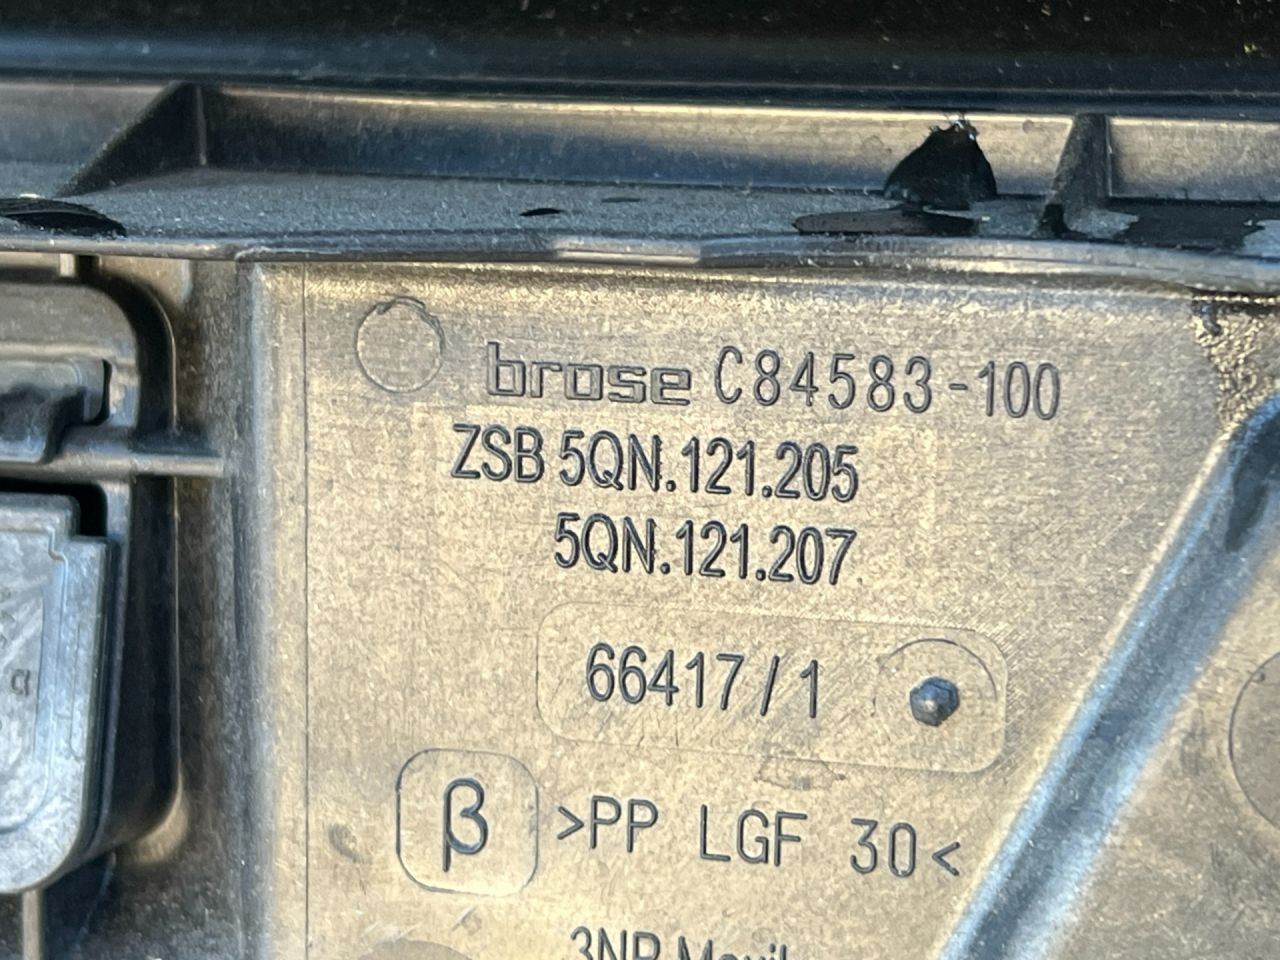 brose C84583-100
ZSB 5QN.121.205
5QN.121.207
66417/1
β >PP LGF 30<